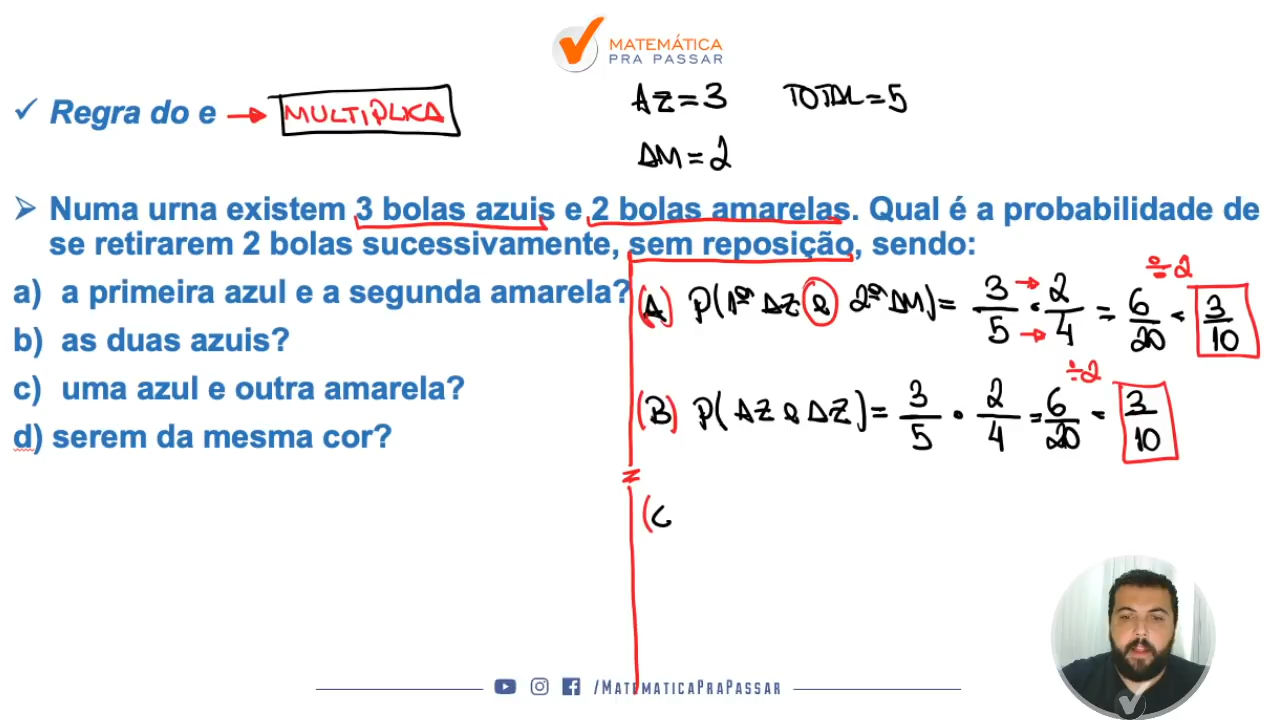 MATEMÁTICA
PRA PASSAR
✓ Regra do e → MULTIPLICA
AZ = 3 TOTAL = 5
AM = 2
➢ Numa urna existem 3 bolas azuis e 2 bolas amarelas. Qual é a probabilidade de
se retirarem 2 bolas sucessivamente, sem reposição, sendo:
a) a primeira azul e a segunda amarela?
b) as duas azuis?
c) uma azul e outra amarela?
d) serem da mesma cor?
(A) P(1ª AZ e 2ª AM) = 3/5 · 2/4 = 6/20 = 3/10
÷2
(B) P(AZ e AZ) = 3/5 · 2/4 = 6/20 = 3/10
÷2
(C
/MatematicaPraPassar